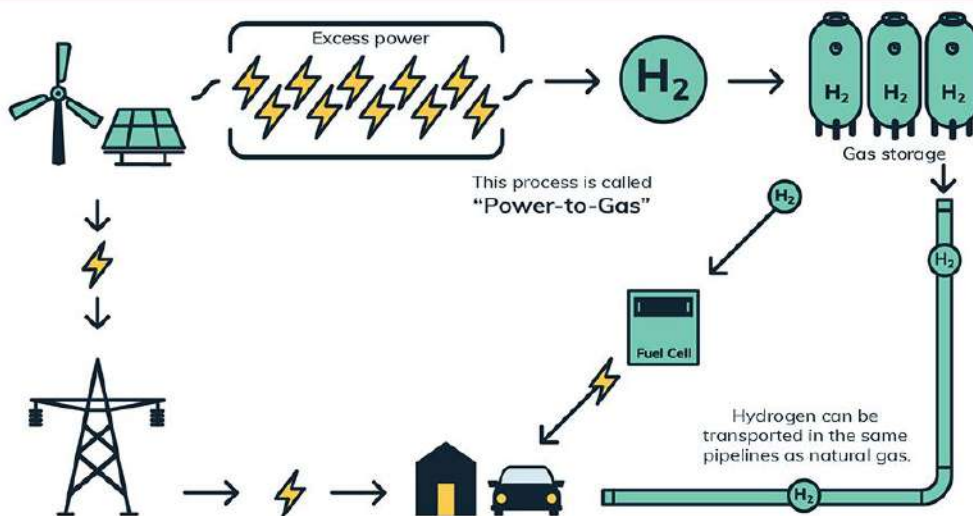 Excess power
H₂
H₂
H₂
H₂
Gas storage
This process is called
“Power-to-Gas”
H₂
H₂
Fuel Cell
Hydrogen can be
transported in the same
pipelines as natural gas.
H₂